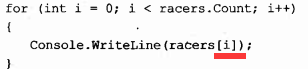 for (int i = 0; i < racers.Count; i++)
{
Console.WriteLine(racers[i]);
}